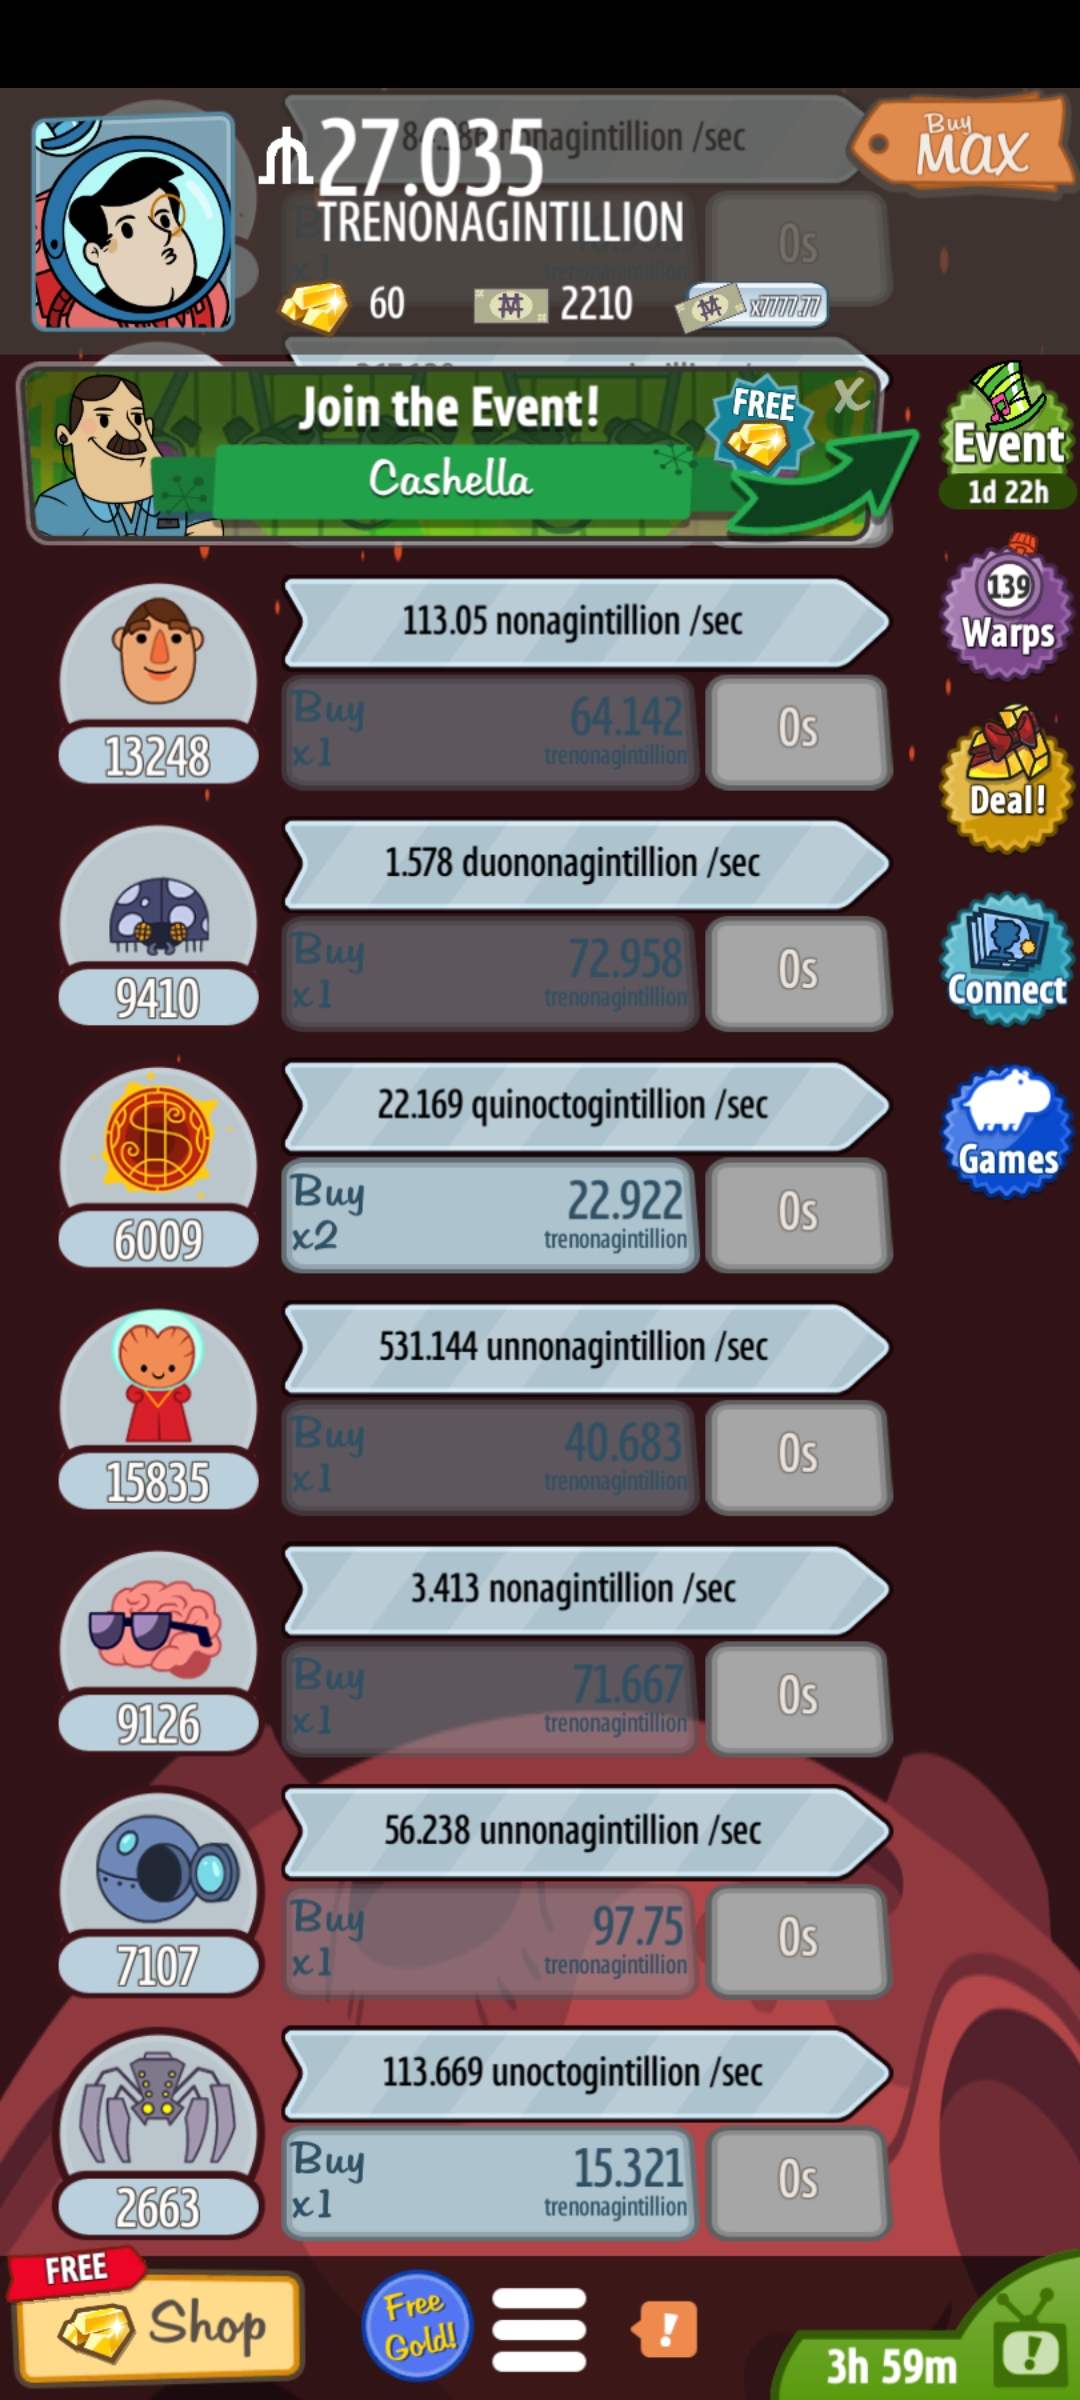 nonagintillion /sec
27.035
TRENONAGINTILLION
Buy
MAX
0s
trenonagintillion
60
2210
x7777.77
Join the Event!
Cashella
FREE
X
Event
1d 22h
113.05 nonagintillion /sec
Buy
x1
64.142
trenonagintillion
0s
13248
139
Warps
Deal!
1.578 duononagintillion /sec
Buy
x1
72.958
trenonagintillion
0s
9410
Connect
22.169 quinoctogintillion /sec
Buy
x2
22.922
trenonagintillion
0s
6009
Games
531.144 unnonagintillion /sec
Buy
x1
40.683
trenonagintillion
0s
15835
3.413 nonagintillion /sec
Buy
x1
71.667
trenonagintillion
0s
9126
56.238 unnonagintillion /sec
Buy
x1
97.75
trenonagintillion
0s
7107
113.669 unoctogintillion /sec
Buy
x1
15.321
trenonagintillion
0s
2663
FREE
Shop
Free
Gold!
!
3h 59m
!